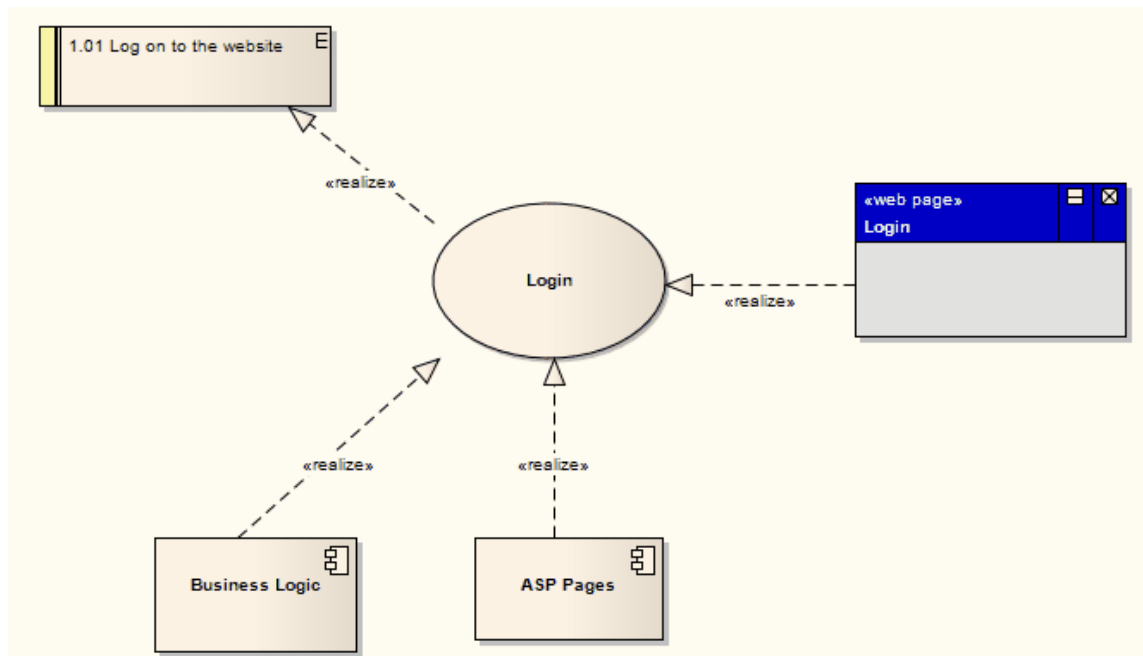 1.01 Log on to the website
E
«realize»
«web page»
Login
Login
«realize»
«realize»
«realize»
Business Logic
ASP Pages